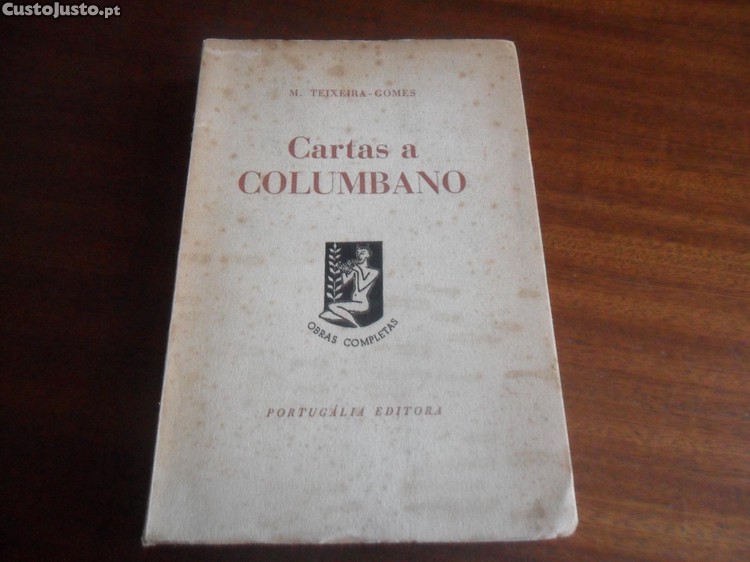 CustoJusto.pt
M. TEIXEIRA-GOMES
Cartas a
COLUMBANO
OBRAS COMPLETAS
PORTUGÁLIA EDITORA